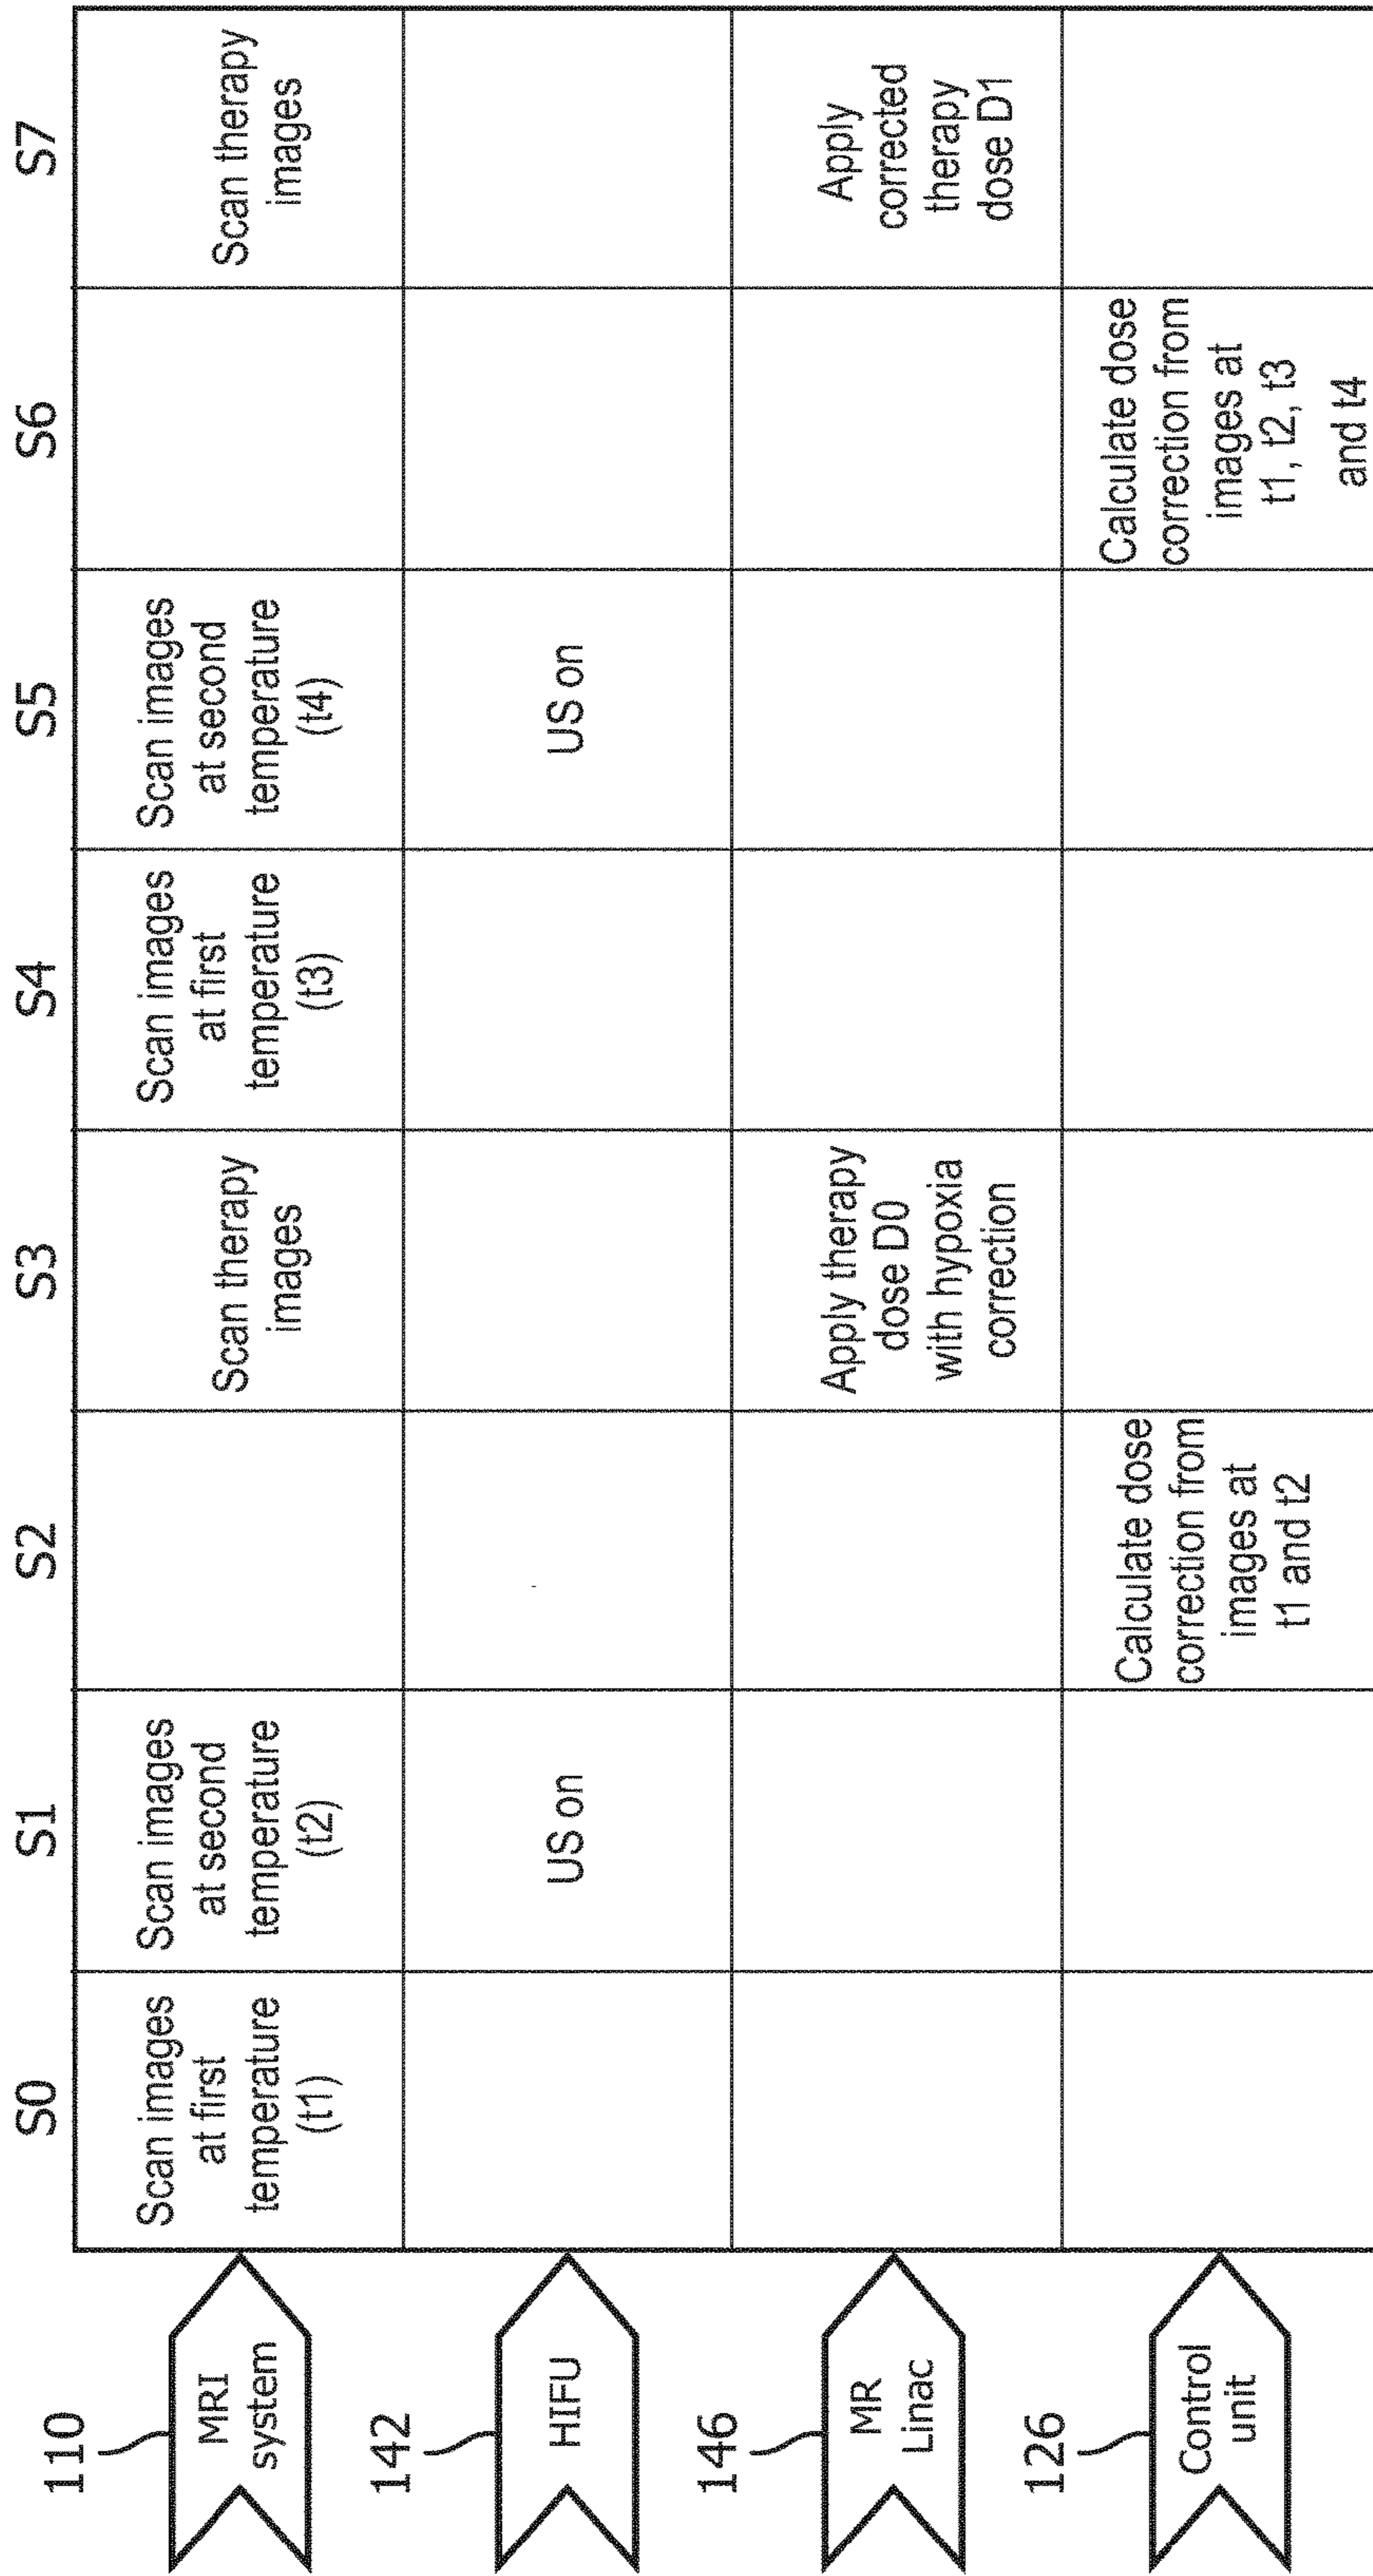 S0
S1
S2
S3
S4
S5
S6
S7
110
MRI
system
Scan images
at first
temperature
(t1)
Scan images
at second
temperature
(t2)
Scan therapy
images
Scan images
at first
temperature
(t3)
Scan images
at second
temperature
(t4)
Scan therapy
images
142
HIFU
US on
US on
146
MR
Linac
Apply therapy
dose D0
with hypoxia
correction
Apply
corrected
therapy
dose D1
126
Control
unit
Calculate dose
correction from
images at
t1 and t2
Calculate dose
correction from
images at
t1, t2, t3
and t4